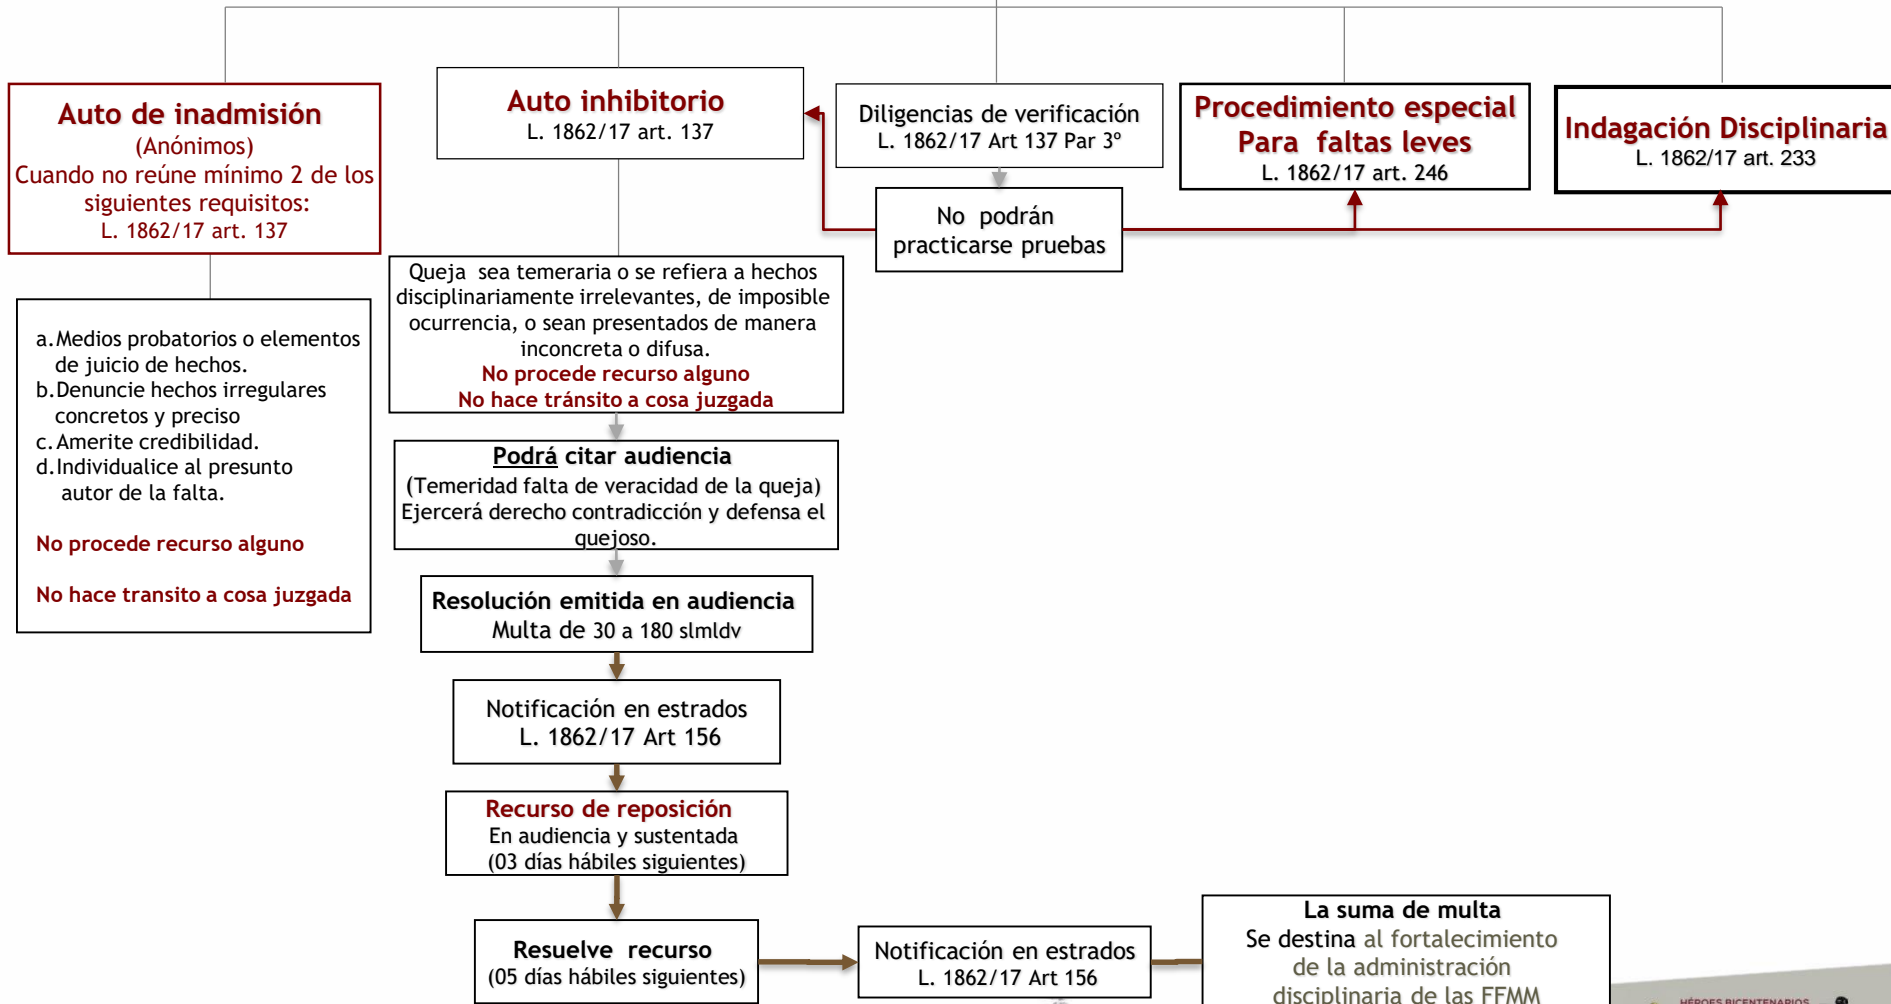 Auto de inadmisión
(Anónimos)
Cuando no reúne mínimo 2 de los
siguientes requisitos:
L. 1862/17 art. 137
a. Medios probatorios o elementos
de juicio de hechos.
b. Denuncie hechos irregulares
concretos y preciso
c. Amerite credibilidad.
d. Individualice al presunto
autor de la falta.
No procede recurso alguno
No hace transito a cosa juzgada
Auto inhibitorio
L. 1862/17 art. 137
Queja sea temeraria o se refiera a hechos
disciplinariamente irrelevantes, de imposible
ocurrencia, o sean presentados de manera
inconcreta o difusa.
No procede recurso alguno
No hace tránsito a cosa juzgada
Podrá citar audiencia
(Temeridad falta de veracidad de la queja)
Ejercerá derecho contradicción y defensa el
quejoso.
Resolución emitida en audiencia
Multa de 30 a 180 slmldv
Notificación en estrados
L. 1862/17 Art 156
Recurso de reposición
En audiencia y sustentada
(03 días hábiles siguientes)
Resuelve recurso
(05 días hábiles siguientes)
Notificación en estrados
L. 1862/17 Art 156
La suma de multa
Se destina al fortalecimiento
de la administración
disciplinaria de las FFMM
Diligencias de verificación
L. 1862/17 Art 137 Par 3º
No podrán
practicarse pruebas
Procedimiento especial
Para faltas leves
L. 1862/17 art. 246
Indagación Disciplinaria
L. 1862/17 art. 233
HÉROES BICENTENARIOS